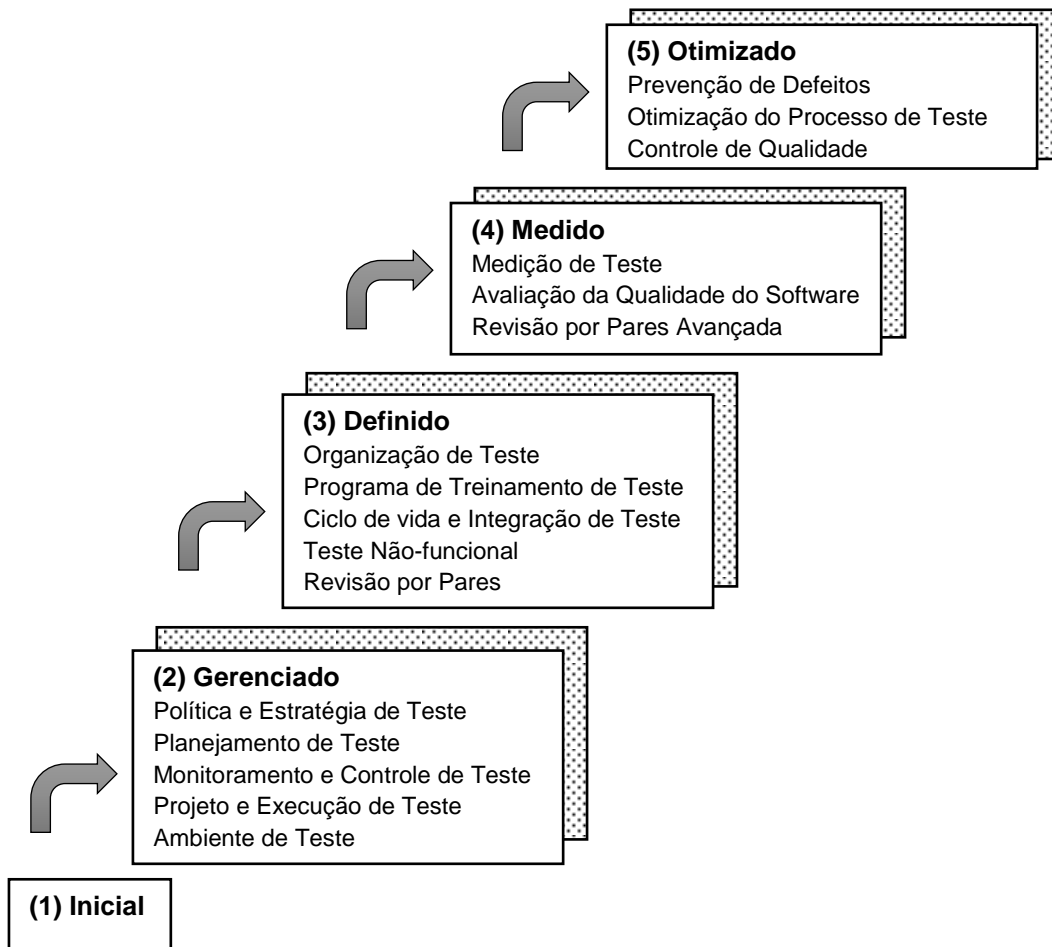 (5) Otimizado
Prevenção de Defeitos
Otimização do Processo de Teste
Controle de Qualidade
(4) Medido
Medição de Teste
Avaliação da Qualidade do Software
Revisão por Pares Avançada
(3) Definido
Organização de Teste
Programa de Treinamento de Teste
Ciclo de vida e Integração de Teste
Teste Não-funcional
Revisão por Pares
(2) Gerenciado
Política e Estratégia de Teste
Planejamento de Teste
Monitoramento e Controle de Teste
Projeto e Execução de Teste
Ambiente de Teste
(1) Inicial